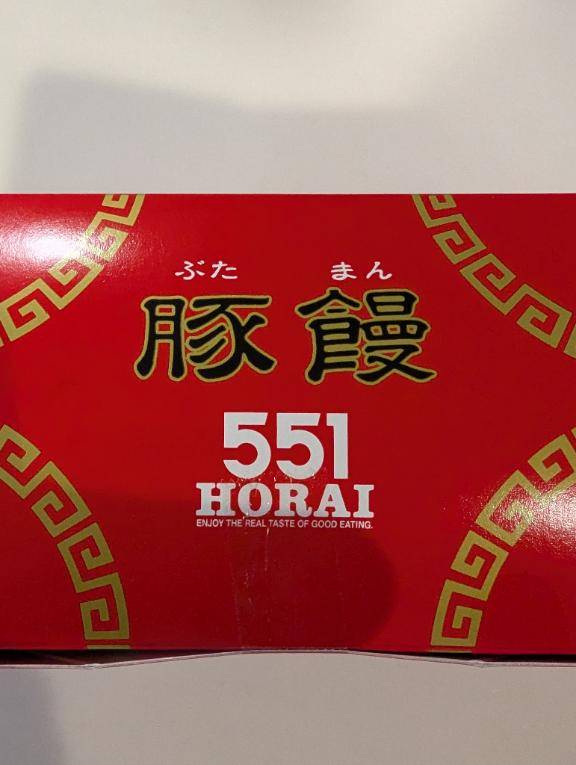 ぶた まん
豚饅
551
HORAI
ENJOY THE REAL TASTE OF GOOD EATING.